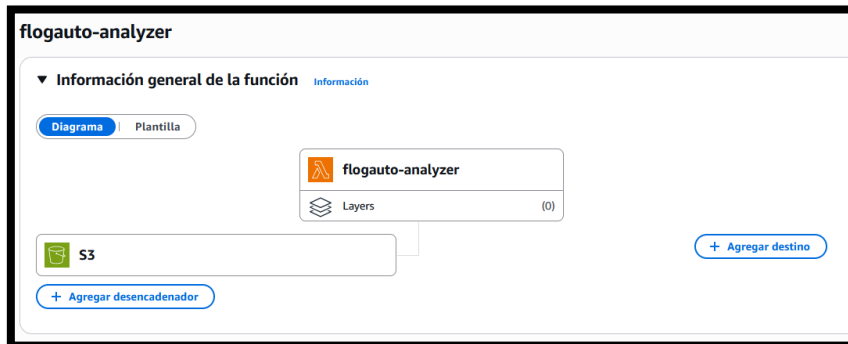 flogauto-analyzer
Información general de la función Información
Diagrama Plantilla
flogauto-analyzer
Layers (0)
S3
+ Agregar destino
+ Agregar desencadenador